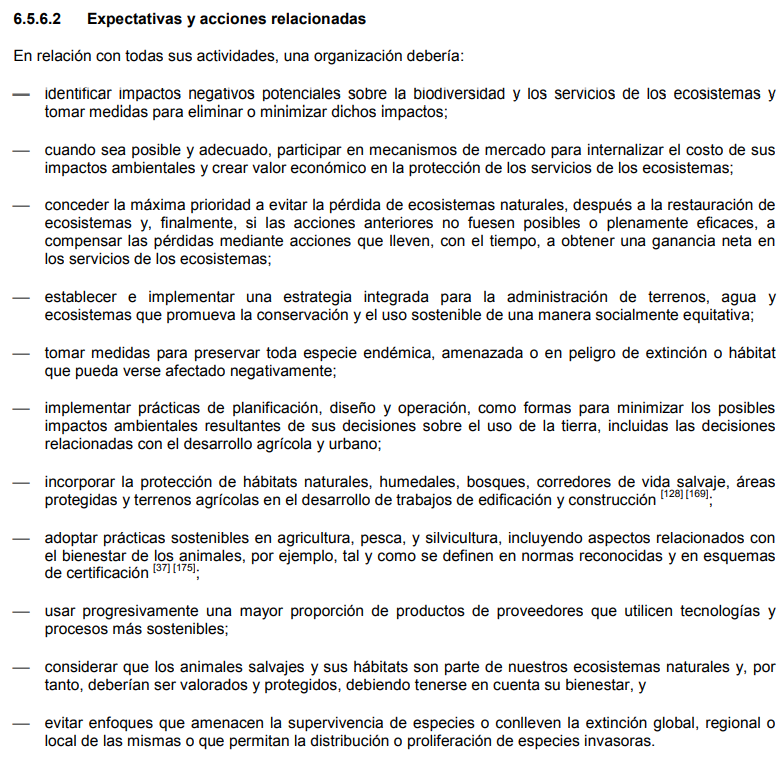 6.5.6.2 Expectativas y acciones relacionadas
En relación con todas sus actividades, una organización debería:
— identificar impactos negativos potenciales sobre la biodiversidad y los servicios de los ecosistemas y
tomar medidas para eliminar o minimizar dichos impactos;
— cuando sea posible y adecuado, participar en mecanismos de mercado para internalizar el costo de sus
impactos ambientales y crear valor económico en la protección de los servicios de los ecosistemas;
— conceder la máxima prioridad a evitar la pérdida de ecosistemas naturales, después a la restauración de
ecosistemas y, finalmente, si las acciones anteriores no fuesen posibles o plenamente eficaces, a
compensar las pérdidas mediante acciones que lleven, con el tiempo, a obtener una ganancia neta en
los servicios de los ecosistemas;
— establecer e implementar una estrategia integrada para la administración de terrenos, agua y
ecosistemas que promueva la conservación y el uso sostenible de una manera socialmente equitativa;
— tomar medidas para preservar toda especie endémica, amenazada o en peligro de extinción o hábitat
que pueda verse afectado negativamente;
— implementar prácticas de planificación, diseño y operación, como formas para minimizar los posibles
impactos ambientales resultantes de sus decisiones sobre el uso de la tierra, incluidas las decisiones
relacionadas con el desarrollo agrícola y urbano;
— incorporar la protección de hábitats naturales, humedales, bosques, corredores de vida salvaje, áreas
protegidas y terrenos agrícolas en el desarrollo de trabajos de edificación y construcción [128] [169];
— adoptar prácticas sostenibles en agricultura, pesca, y silvicultura, incluyendo aspectos relacionados con
el bienestar de los animales, por ejemplo, tal y como se definen en normas reconocidas y en esquemas
de certificación [37] [175];
— usar progresivamente una mayor proporción de productos de proveedores que utilicen tecnologías y
procesos más sostenibles;
— considerar que los animales salvajes y sus hábitats son parte de nuestros ecosistemas naturales y, por
tanto, deberían ser valorados y protegidos, debiendo tenerse en cuenta su bienestar, y
— evitar enfoques que amenacen la supervivencia de especies o conlleven la extinción global, regional o
local de las mismas o que permitan la distribución o proliferación de especies invasoras.